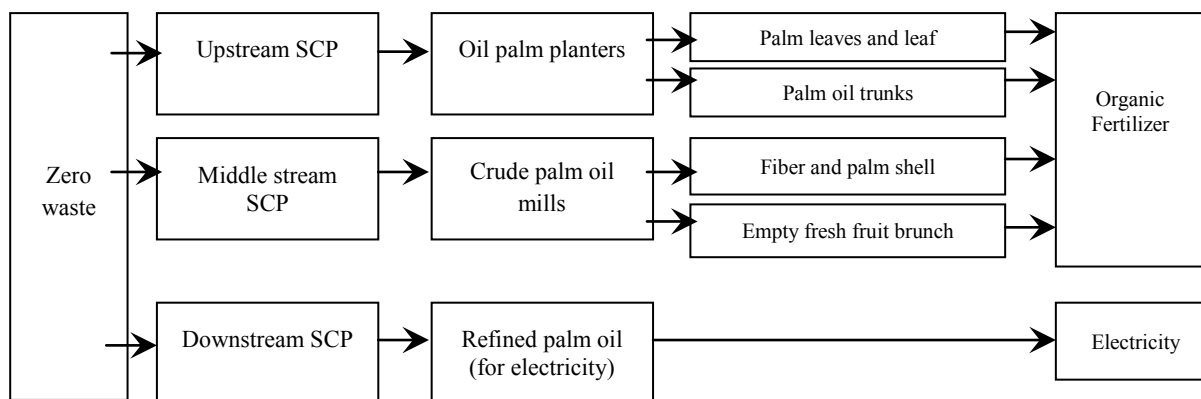 Zero
waste
Upstream SCP
Oil palm planters
Palm leaves and leaf
Palm oil trunks
Organic
Fertilizer
Middle stream
SCP
Crude palm oil
mills
Fiber and palm shell
Empty fresh fruit brunch
Downstream SCP
Refined palm oil
(for electricity)
Electricity